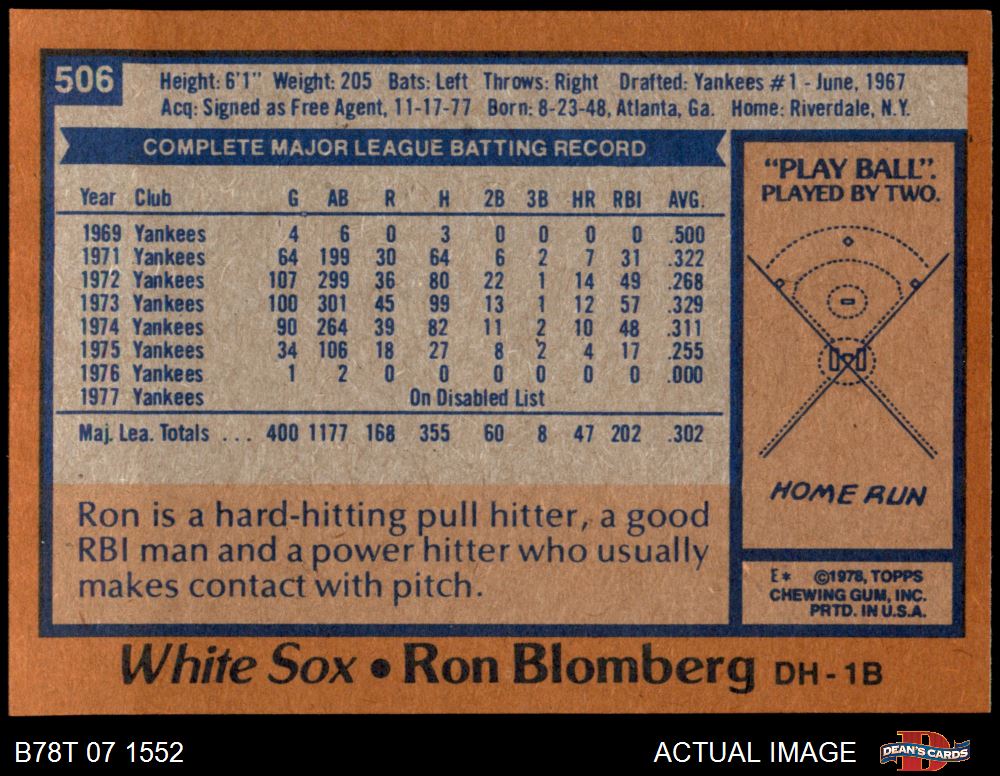 506
Height: 6'1" Weight: 205 Bats: Left Throws: Right Drafted: Yankees #1 - June, 1967
Acq: Signed as Free Agent, 11-17-77 Born: 8-23-48, Atlanta, Ga. Home: Riverdale, N.Y.
COMPLETE MAJOR LEAGUE BATTING RECORD
Year Club G AB R H 2B 3B HR RBI AVG.
1969 Yankees 4 6 0 3 0 0 0 0 .500
1971 Yankees 64 199 30 64 6 2 7 31 .322
1972 Yankees 107 299 36 80 22 1 14 49 .268
1973 Yankees 100 301 45 99 13 1 12 57 .329
1974 Yankees 90 264 39 82 11 2 10 48 .311
1975 Yankees 34 106 18 27 8 2 4 17 .255
1976 Yankees 1 2 0 0 0 0 0 0 .000
1977 Yankees On Disabled List
Maj. Lea. Totals ... 400 1177 168 355 60 8 47 202 .302
Ron is a hard-hitting pull hitter, a good
RBI man and a power hitter who usually
makes contact with pitch.
"PLAY BALL".
PLAYED BY TWO.
HOME RUN
E* ©1978, TOPPS
CHEWING GUM, INC.
PRTD. IN U.S.A.
White Sox • Ron Blomberg DH - 1B
B78T 07 1552
ACTUAL IMAGE
D
DEAN'S CARDS